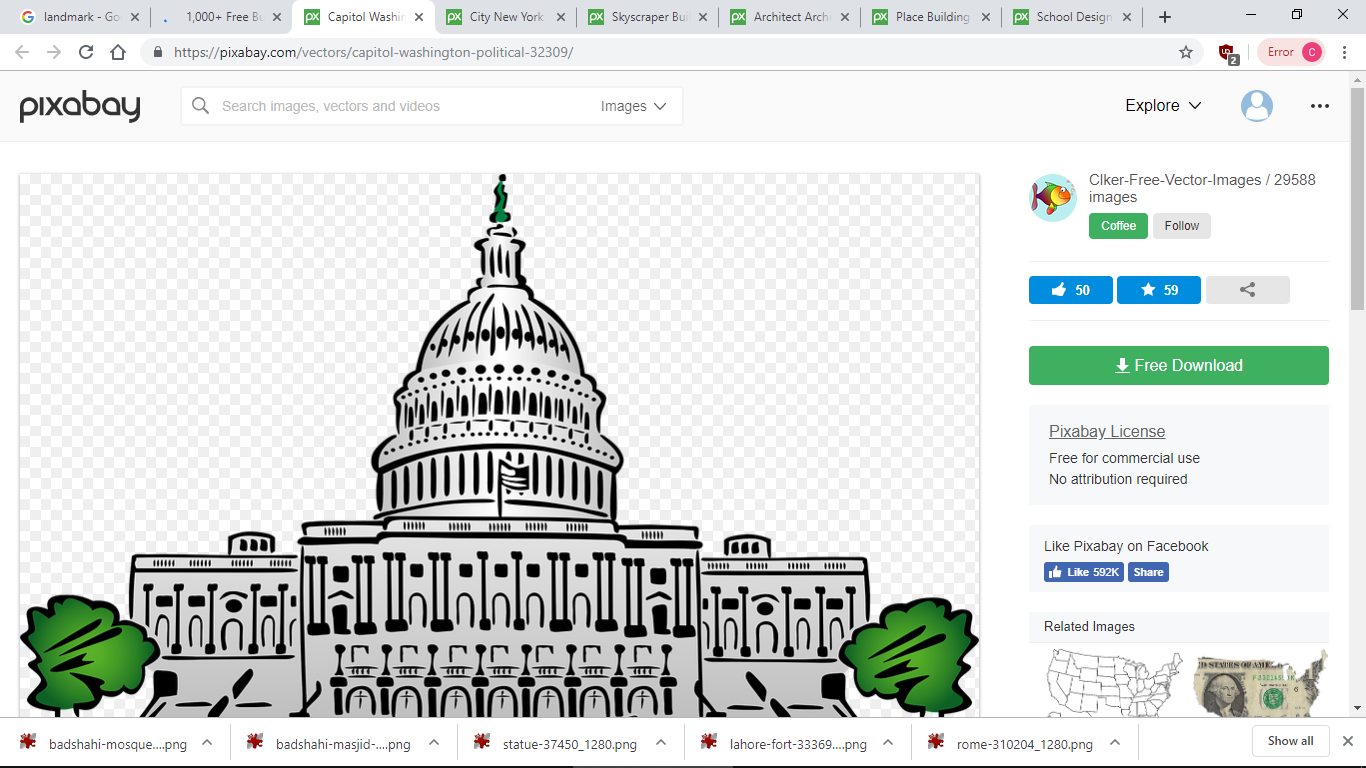 landmark - Go
1,000+ Free Bu
Capitol Washin
City New York
Skyscraper Bui
Architect Archi
Place Building
School Design
https://pixabay.com/vectors/capitol-washington-political-32309/
2
Error C
pixabay
Search images, vectors and videos
Images
Explore
Clker-Free-Vector-Images / 29588
images
Coffee
Follow
50
59
Free Download
Pixabay License
Free for commercial use
No attribution required
Like Pixabay on Facebook
Like 592K
Share
Related Images
badshahi-mosque....png
badshahi-masjid-....png
statue-37450_1280.png
lahore-fort-33369....png
rome-310204_1280.png
Show all